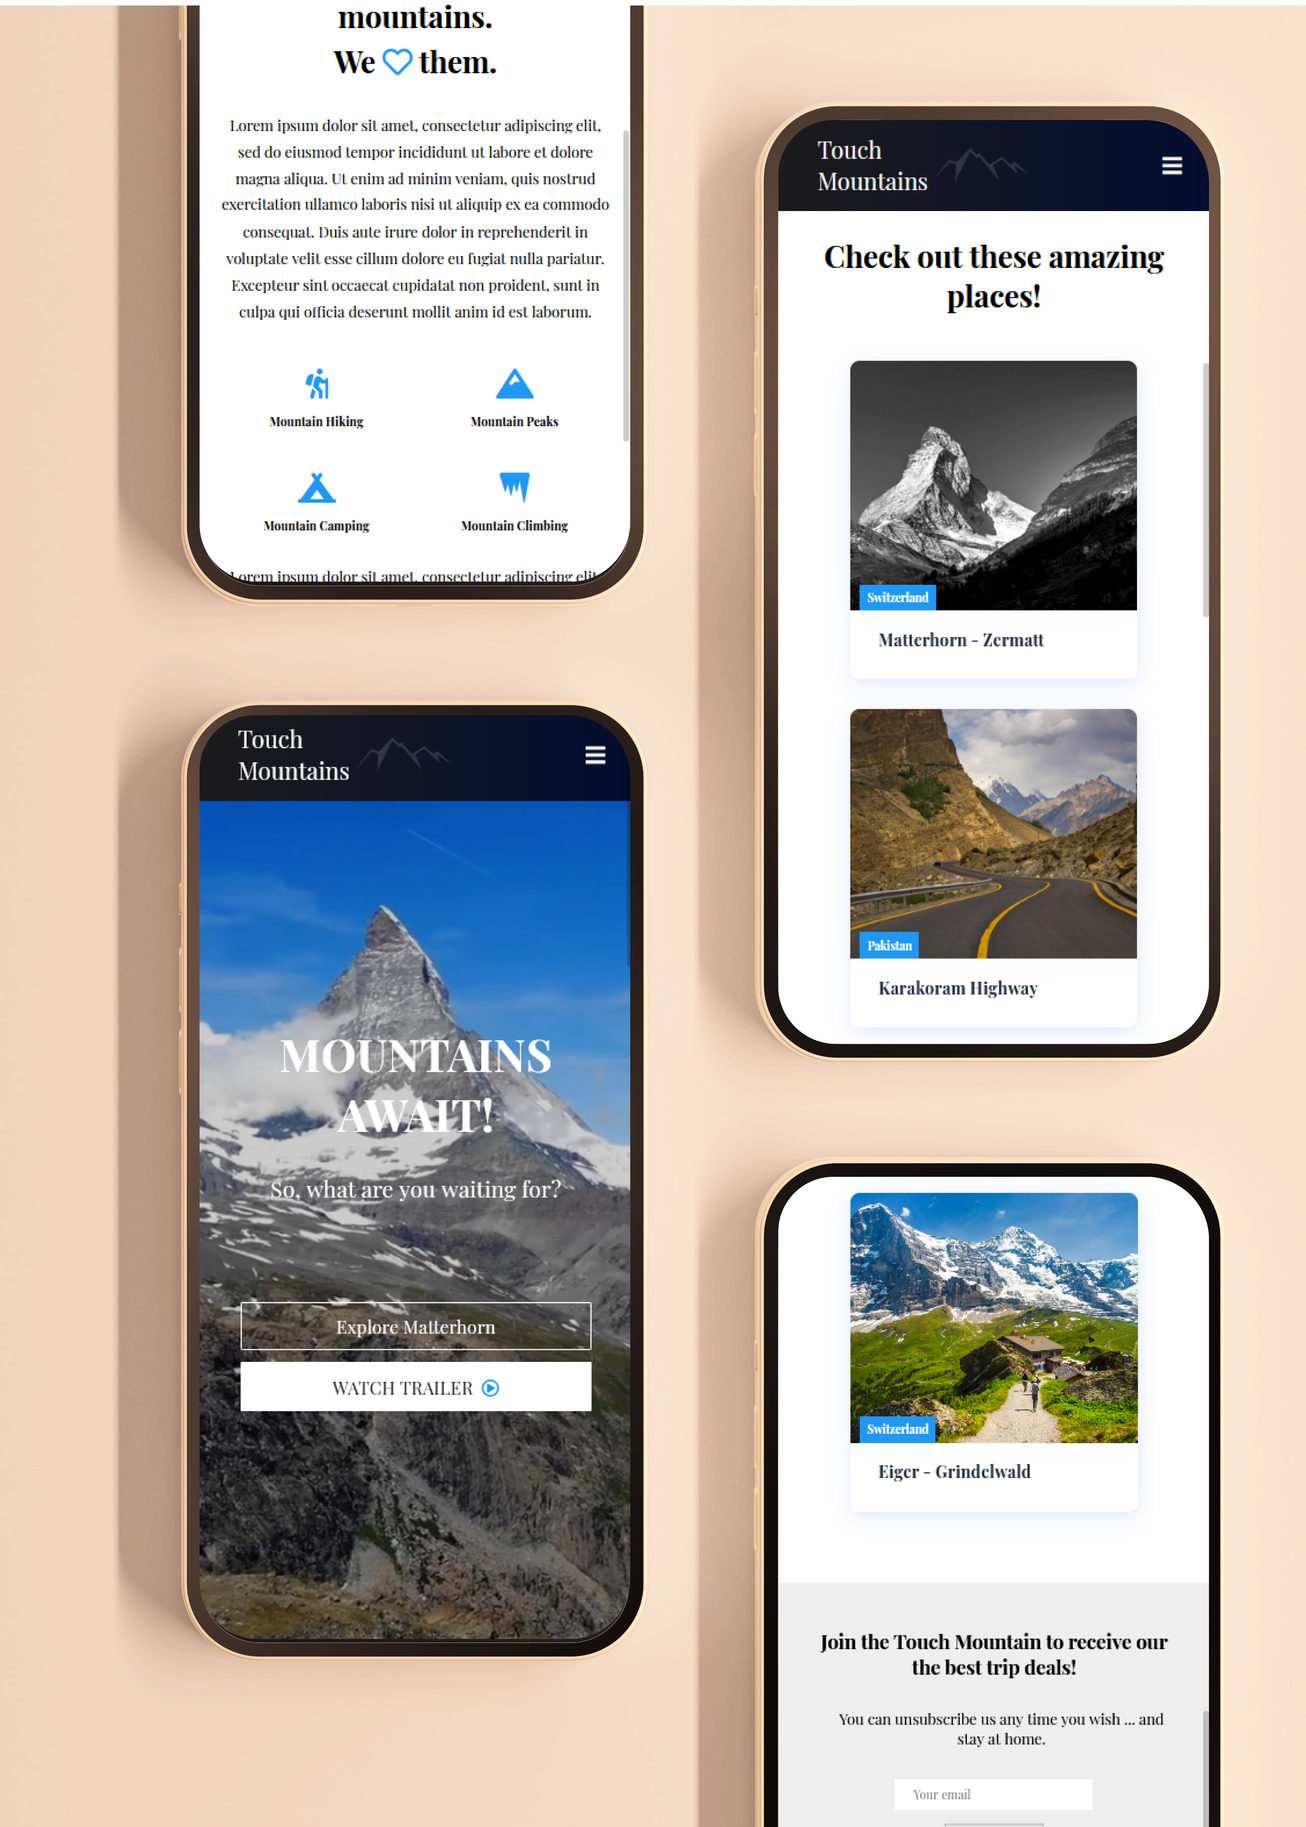 mountains.
We them.
Lorem ipsum dolor sit amet, consectetur adipiscing elit,
sed do eiusmod tempor incididunt ut labore et dolore
magna aliqua. Ut enim ad minim veniam, quis nostrud
exercitation ullamco laboris nisi ut aliquip ex ea commodo
consequat. Duis aute irure dolor in reprehenderit in
voluptate velit esse cillum dolore eu fugiat nulla pariatur.
Excepteur sint occaecat cupidatat non proident, sunt in
culpa qui officia deserunt mollit anim id est laborum.
Mountain Hiking
Mountain Peaks
Mountain Camping
Mountain Climbing
Lorem ipsum dolor sit amet, consectetur adipiscing elit,
Touch
Mountains
MOUNTAINS
AWAIT!
So, what are you waiting for?
Explore Matterhorn
WATCH TRAILER
Touch
Mountains
Check out these amazing
places!
Switzerland
Matterhorn - Zermatt
Pakistan
Karakoram Highway
Switzerland
Eiger - Grindelwald
Join the Touch Mountain to receive our
the best trip deals!
You can unsubscribe us any time you wish ... and
stay at home.
Your email